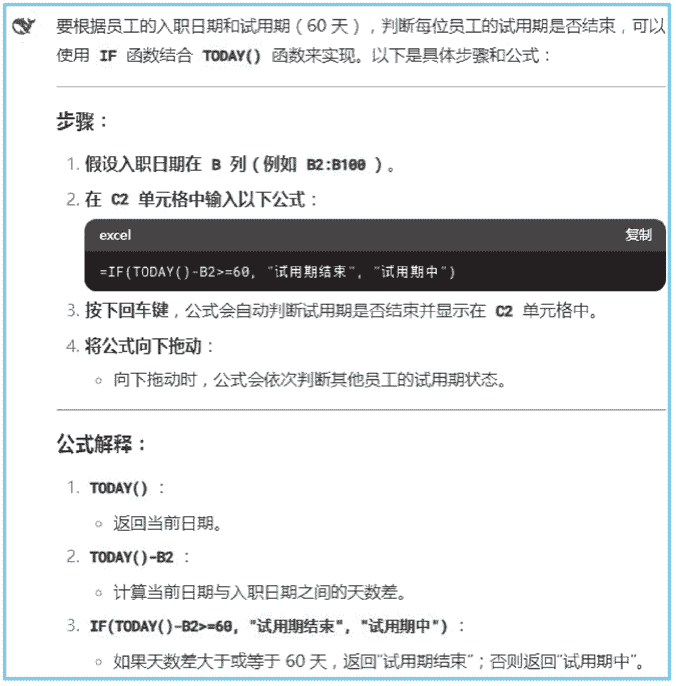 要根据员工的入职日期和试用期（60 天），判断每位员工的试用期是否结束，可以
使用 IF 函数结合 TODAY() 函数来实现。以下是具体步骤和公式：
步骤：
1. 假设入职日期在 B 列（例如 B2:B100 ）。
2. 在 C2 单元格中输入以下公式：
excel 复制
=IF(TODAY()-B2>=60, "试用期结束", "试用期中")
3. 按下回车键，公式会自动判断试用期是否结束并显示在 C2 单元格中。
4. 将公式向下拖动：
○ 向下拖动时，公式会依次判断其他员工的试用期状态。
公式解释：
1. TODAY() ：
○ 返回当前日期。
2. TODAY()-B2 ：
○ 计算当前日期与入职日期之间的天数差。
3. IF(TODAY()-B2>=60, "试用期结束", "试用期中") ：
○ 如果天数差大于或等于 60 天，返回“试用期结束”；否则返回“试用期中”。